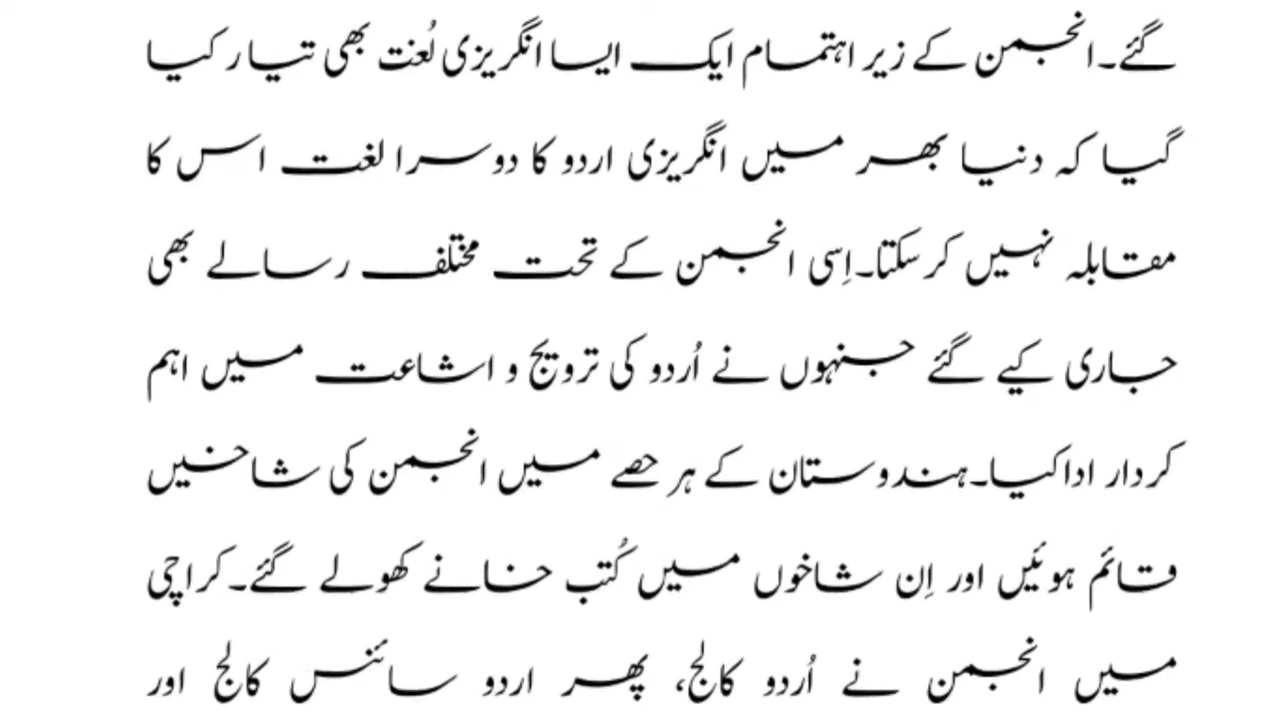 گئے۔انجمن کے زیر اہتمام ایک ایسا انگریزی لُغت بھی تیار کیا
گیا کہ دنیا بھر میں انگریزی اردو کا دوسرا لغت اس کا
مقابلہ نہیں کر سکتا۔اِسی انجمن کے تحت مختلف رسالے بھی
جاری کیے گئے جنہوں نے اُردو کی ترویج و اشاعت میں اہم
کردار ادا کیا۔ہندوستان کے ہر حصے میں انجمن کی شاخیں
قائم ہوئیں اور اِن شاخوں میں کُتب خانے کھولے گئے۔کراچی
میں انجمن نے اُردو کالج، پھر اردو سائنس کالج اور